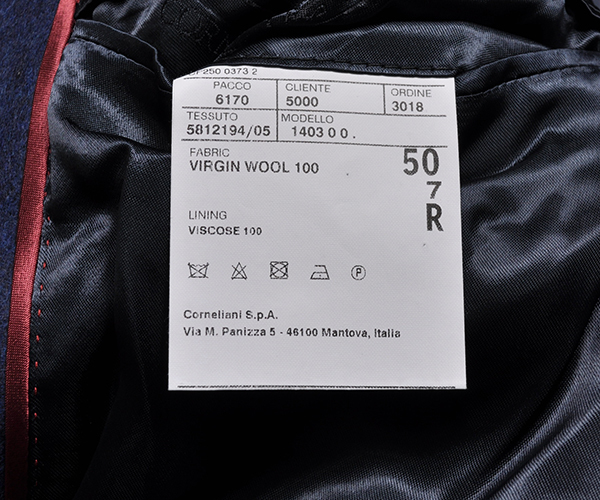 250 0373 2
PACCO CLIENTE ORDINE
6170 5000 3018
TESSUTO MODELLO
5812194/05 1403 0 0 .
FABRIC
VIRGIN WOOL 100
50
7
R
LINING
VISCOSE 100
P
Corneliani S.p.A.
Via M. Panizza 5 - 46100 Mantova, Italia